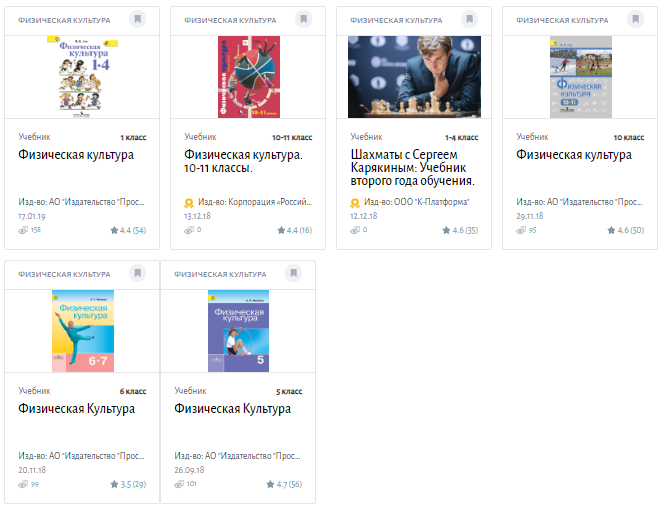 ФИЗИЧЕСКАЯ КУЛЬТУРА
Физическая
культура
1•4
Учебник
1 класс
Физическая культура
Изд-во: АО "Издательство "Прос...
17.01.19
158
4.4 (54)
ФИЗИЧЕСКАЯ КУЛЬТУРА
Физическая культура
10-11 классы
Учебник
10-11 класс
Физическая культура.
10-11 классы.
Изд-во: Корпорация «Россий...
13.12.18
0
4.4 (16)
ФИЗИЧЕСКАЯ КУЛЬТУРА
Учебник
1-4 класс
Шахматы с Сергеем
Карякиным: Учебник
второго года обучения.
Изд-во: ООО "К-Платформа"
12.12.18
0
4.6 (35)
ФИЗИЧЕСКАЯ КУЛЬТУРА
Физическая
культура
10-11
Учебник
10 класс
Физическая культура
Изд-во: АО "Издательство "Прос...
29.11.18
95
4.6 (50)
ФИЗИЧЕСКАЯ КУЛЬТУРА
Физическая
культура
6•7
Учебник
6 класс
Физическая Культура
Изд-во: АО "Издательство "Прос...
20.11.18
99
3.5 (29)
ФИЗИЧЕСКАЯ КУЛЬТУРА
Физическая
культура
5
Учебник
5 класс
Физическая Культура
Изд-во: АО "Издательство "Прос...
26.09.18
101
4.7 (56)